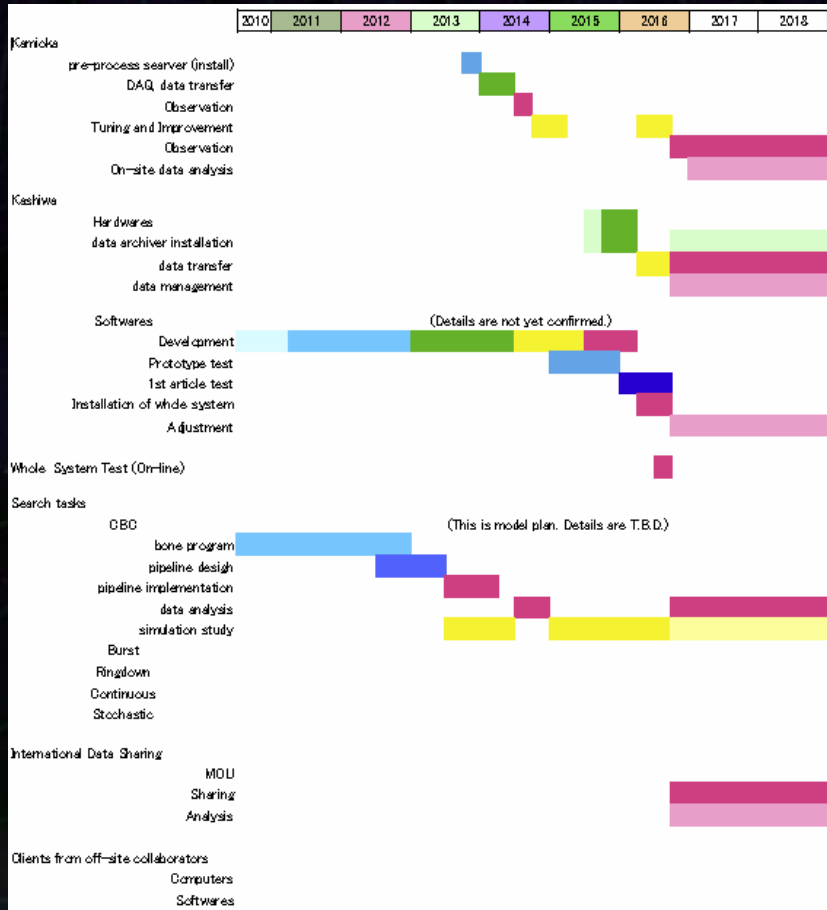 2010 2011 2012 2013 2014 2015 2016 2017 2018
Kamioka
pre-process searver (install)
DAQ, data transfer
Observation
Tuning and Improvement
Observation
On-site data analysis
Kashiwa
Hardwares
data archiver installation
data transfer
data management
Softwares (Details are not yet confirmed.)
Development
Prototype test
1st article test
Installation of whole system
Adjustment
Whole System Test (On-line)
Search tasks
CBC (This is model plan. Details are T.B.D.)
bone program
pipeline design
pipeline implementation
data analysis
simulation study
Burst
Ringdown
Continuous
Stochastic
International Data Sharing
MOU
Sharing
Analysis
Clients from off-site collaborators
Computers
Softwares